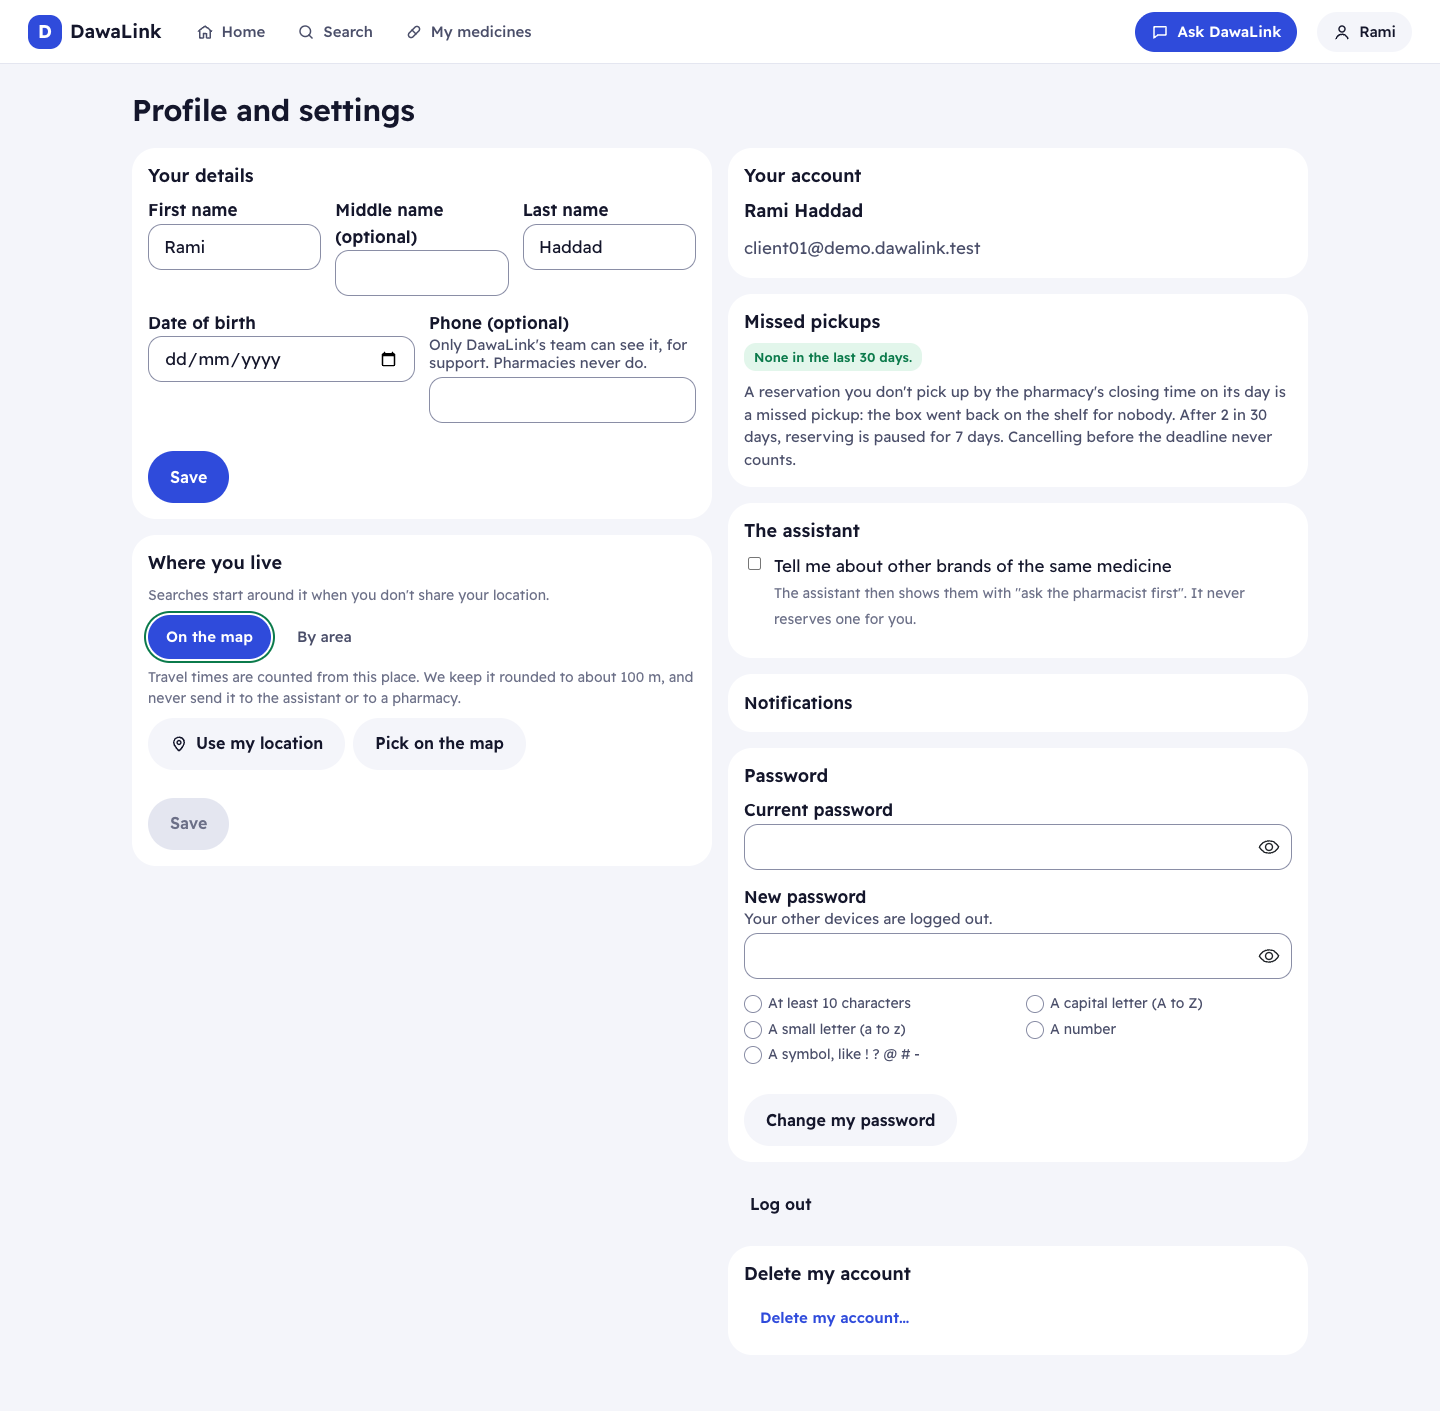 D DawaLink
Home
Search
My medicines
Ask DawaLink
Rami
Profile and settings
Your details
First name
Rami
Middle name
(optional)
Last name
Haddad
Date of birth
dd/mm/yyyy
Phone (optional)
Only DawaLink's team can see it, for
support. Pharmacies never do.
Save
Where you live
Searches start around it when you don't share your location.
On the map
By area
Travel times are counted from this place. We keep it rounded to about 100 m, and
never send it to the assistant or to a pharmacy.
Use my location
Pick on the map
Save
Your account
Rami Haddad
client01@demo.dawalink.test
Missed pickups
None in the last 30 days.
A reservation you don't pick up by the pharmacy's closing time on its day is
a missed pickup: the box went back on the shelf for nobody. After 2 in 30
days, reserving is paused for 7 days. Cancelling before the deadline never
counts.
The assistant
Tell me about other brands of the same medicine
The assistant then shows them with "ask the pharmacist first". It never
reserves one for you.
Notifications
Password
Current password
New password
Your other devices are logged out.
At least 10 characters
A capital letter (A to Z)
A small letter (a to z)
A number
A symbol, like ! ? @ # -
Change my password
Log out
Delete my account
Delete my account...